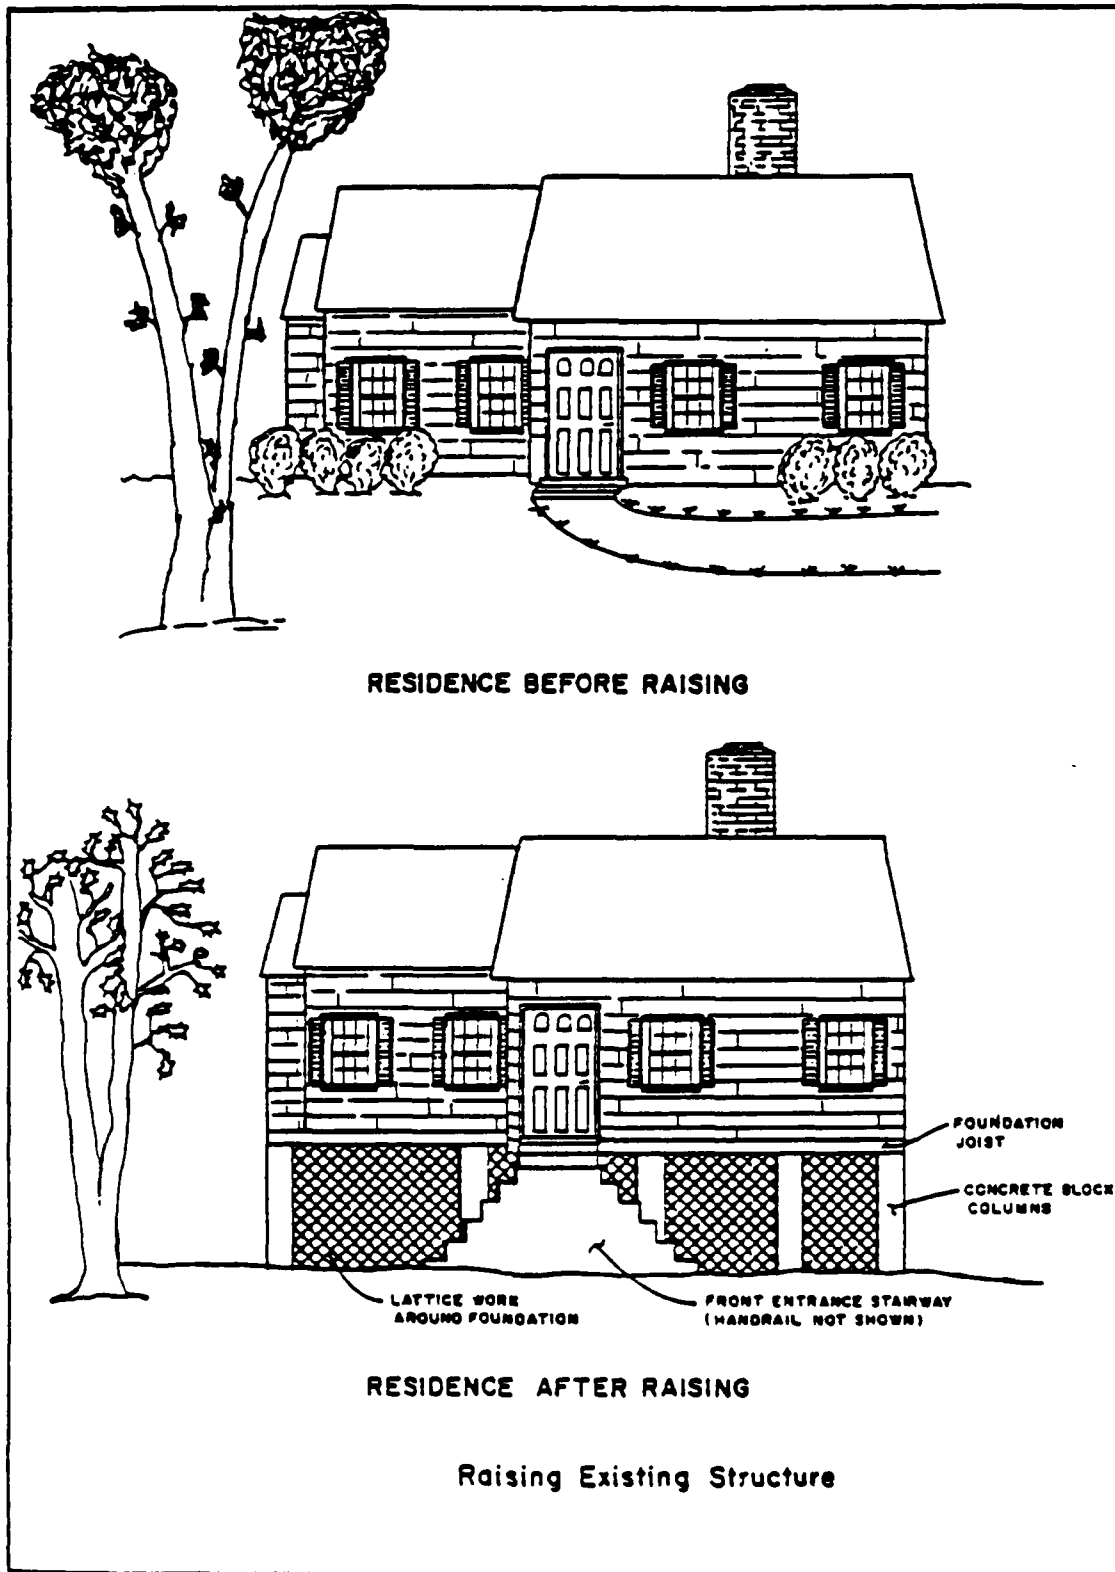 RESIDENCE BEFORE RAISING
FOUNDATION
JOIST
CONCRETE BLOCK
COLUMNS
LATTICE WORK
AROUND FOUNDATION
FRONT ENTRANCE STAIRWAY
(HANDRAIL NOT SHOWN)
RESIDENCE AFTER RAISING
Raising Existing Structure